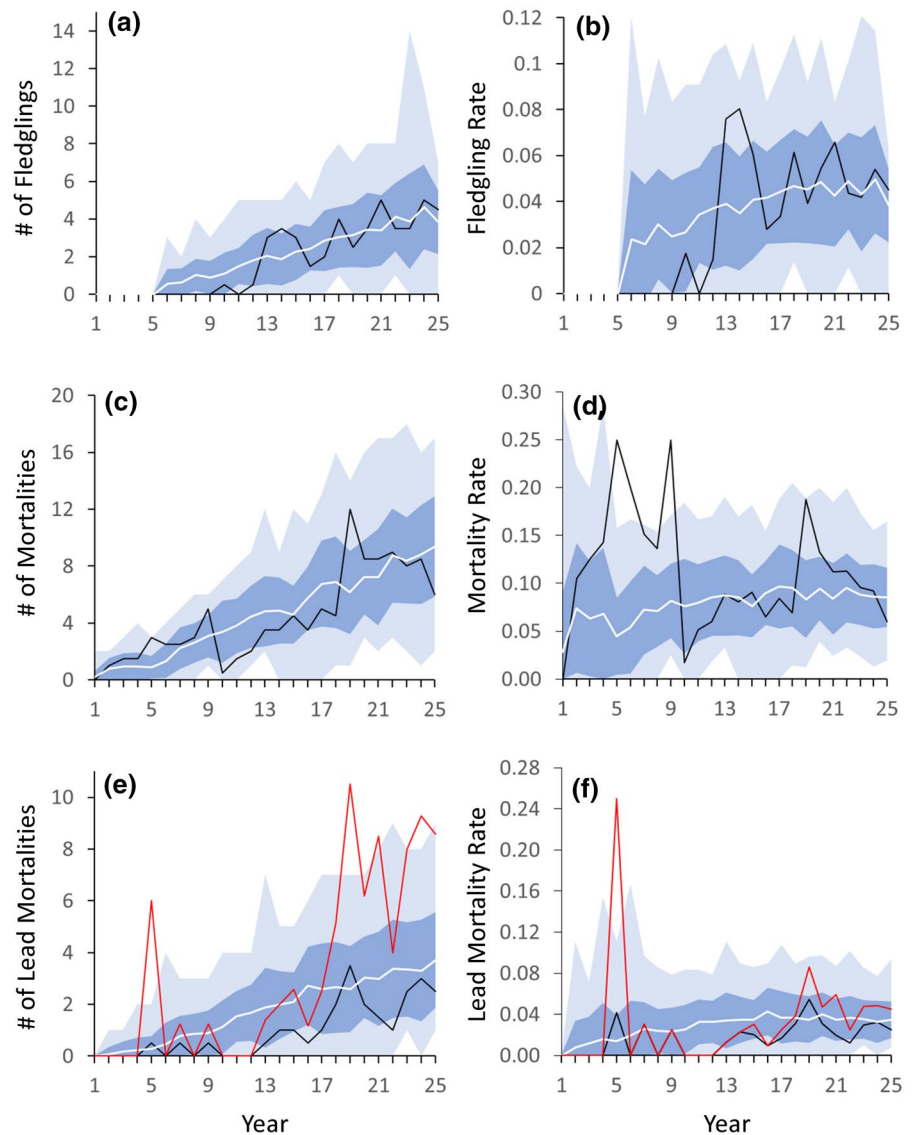 (a)
# of Fledglings
14
12
10
8
6
4
2
0
1 5 9 13 17 21 25
(b)
Fledgling Rate
0.12
0.1
0.08
0.06
0.04
0.02
0
1 5 9 13 17 21 25
(c)
# of Mortalities
20
16
12
8
4
0
1 5 9 13 17 21 25
(d)
Mortality Rate
0.30
0.25
0.20
0.15
0.10
0.05
0.00
1 5 9 13 17 21 25
(e)
# of Lead Mortalities
10
8
6
4
2
0
1 5 9 13 17 21 25
Year
(f)
Lead Mortality Rate
0.28
0.24
0.20
0.16
0.12
0.08
0.04
0.00
1 5 9 13 17 21 25
Year